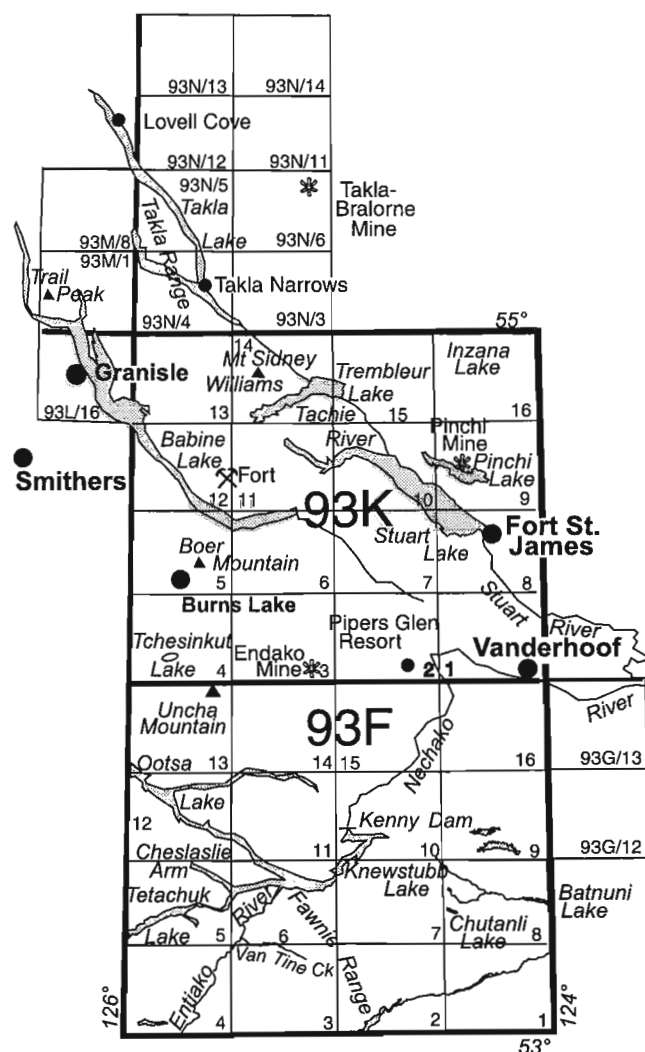 93N/13 93N/14
Lovell Cove
93N/12 93N/11
93N/5
Takla
Lake
Takla-
Bralorne
Mine
Takla Range
93M/8 93N/6
93M/1
Trail
Peak
Takla Narrows
93N/4 93N/3 55°
14
Mt Sidney
Williams
Inzana
Lake
Trembleur
Lake
Granisle
93L/16 13 Tachie 15 16
River
Pinchi
Mine
Pinchi
Lake
Babine
Lake
Fort
Smithers
12 11 10 9
93K
Stuart
Lake
Fort St.
James
Boer
Mountain
5 6 7 8
Burns Lake
Stuart
River
Pipers Glen
Resort
Vanderhoof
Tchesinkut
Lake
Endako
Mine
4 3 2 1
River
Uncha
Mountain
93F
Nechako
Ootsa
Lake
13 14 15 16 93G/13
12
Kenny Dam
Cheslaslie
Arm
11 10 9 93G/12
Knewstubb
Lake
Tetachuk
Lake
River
Fawnie
Range
Batnuni
Lake
Chutanli
Lake
5 6 7 8
Van Tine Ck
Entiako
4 3 2 1
126° 124°
53°